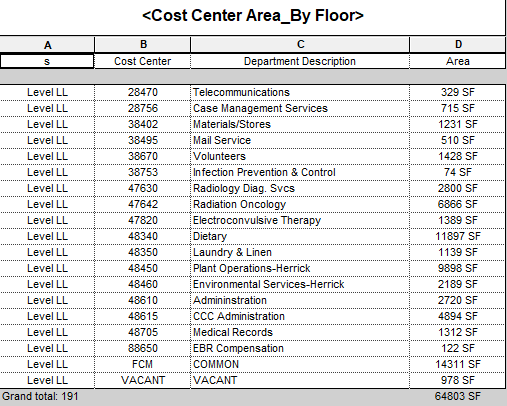 <Cost Center Area_By Floor>
A B C D
s Cost Center Department Description Area
Level LL 28470 Telecommunications 329 SF
Level LL 28756 Case Management Services 715 SF
Level LL 38402 Materials/Stores 1231 SF
Level LL 38495 Mail Service 510 SF
Level LL 38670 Volunteers 1428 SF
Level LL 38753 Infection Prevention & Control 74 SF
Level LL 47630 Radiology Diag. Svcs 2800 SF
Level LL 47642 Radiation Oncology 6866 SF
Level LL 47820 Electroconvulsive Therapy 1389 SF
Level LL 48340 Dietary 11897 SF
Level LL 48350 Laundry & Linen 1139 SF
Level LL 48450 Plant Operations-Herrick 9898 SF
Level LL 48460 Environmental Services-Herrick 2189 SF
Level LL 48610 Admininstration 2720 SF
Level LL 48615 CCC Administration 4894 SF
Level LL 48705 Medical Records 1312 SF
Level LL 88650 EBR Compensation 122 SF
Level LL FCM COMMON 14311 SF
Level LL VACANT VACANT 978 SF
Grand total: 191 64803 SF